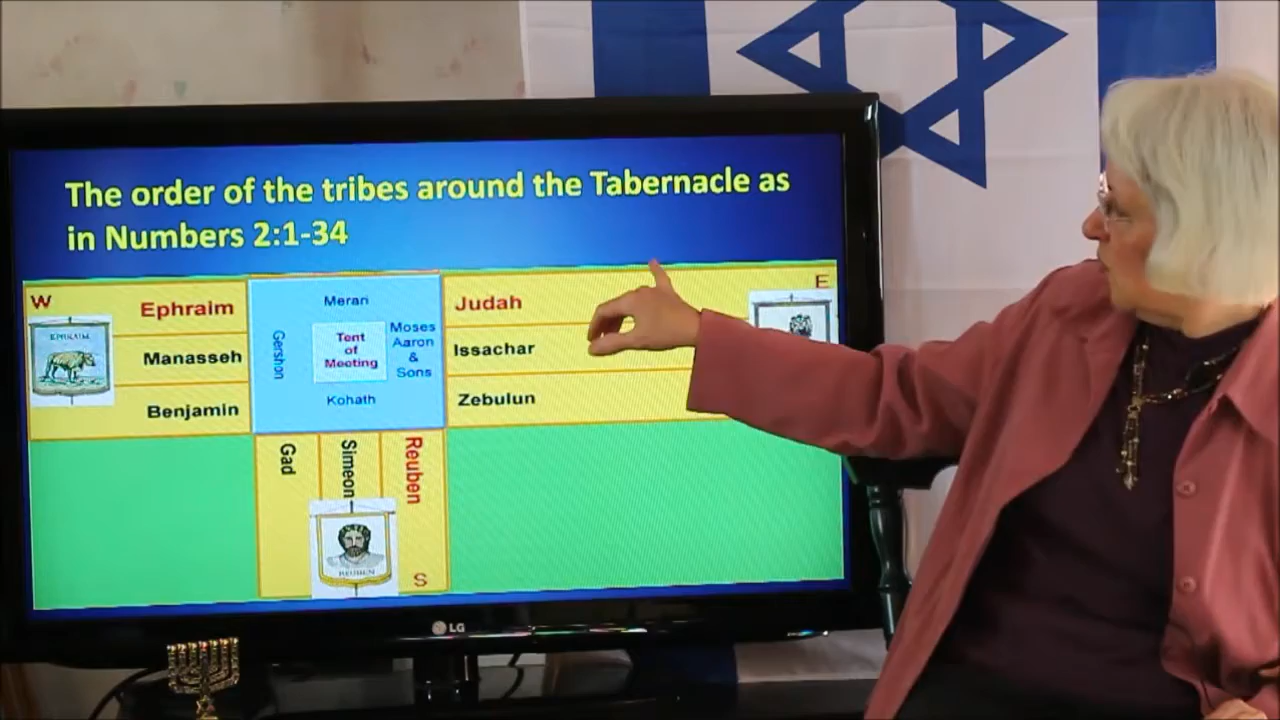 The order of the tribes around the Tabernacle as
in Numbers 2:1-34
W
Ephraim
Manasseh
Benjamin
EPHRAIM
Merari
Gershon
Tent
of
Meeting
Moses
Aaron
&
Sons
Kohath
Judah
Issachar
Zebulun
E
Gad
Simeon
Reuben
REUBEN
S
LG